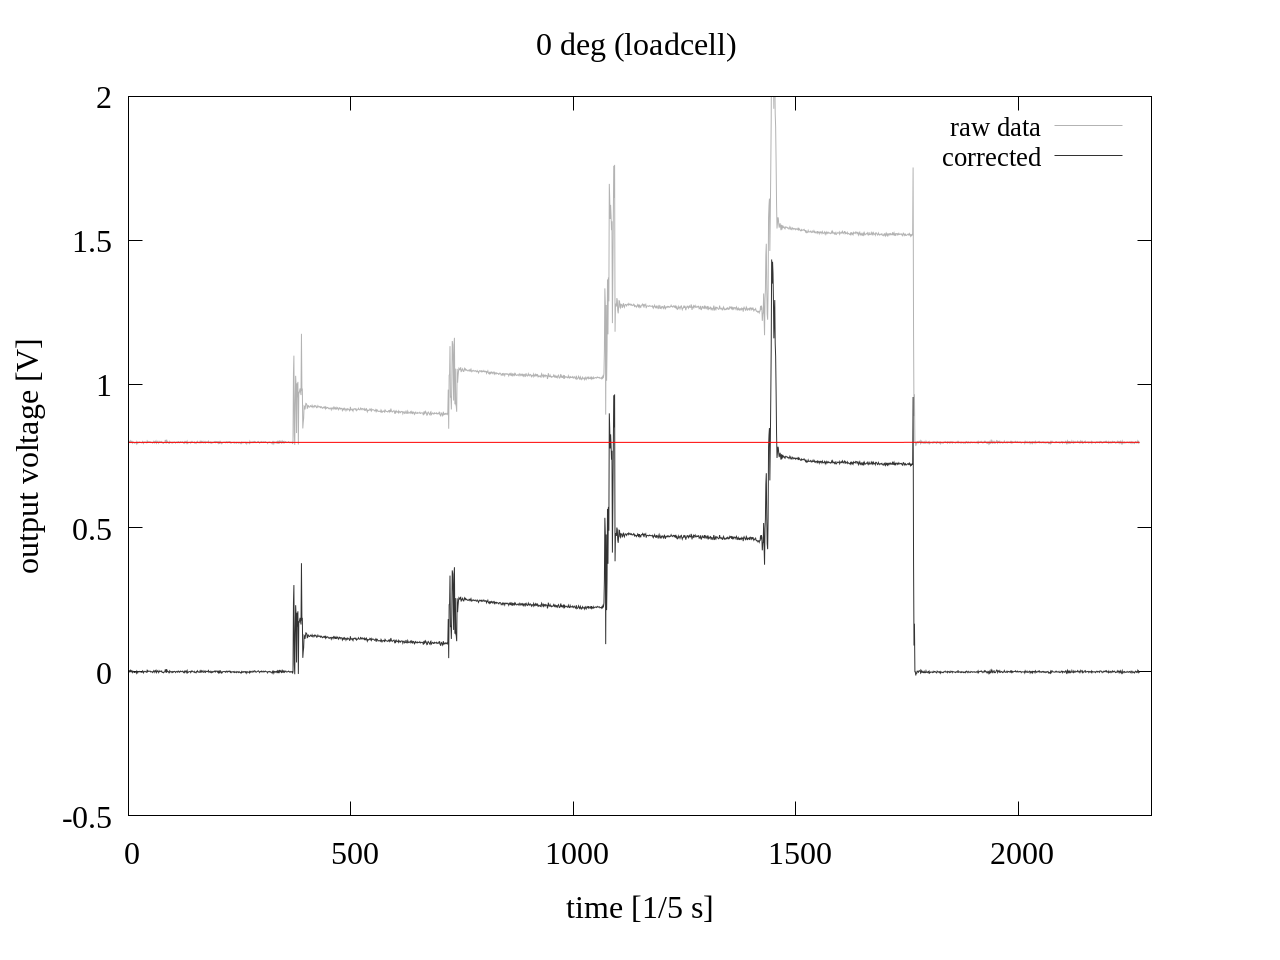 0 deg (loadcell)
2
raw data
corrected
1.5
1
0.5
0
-0.5
output voltage [V]
0 500 1000 1500 2000
time [1/5 s]